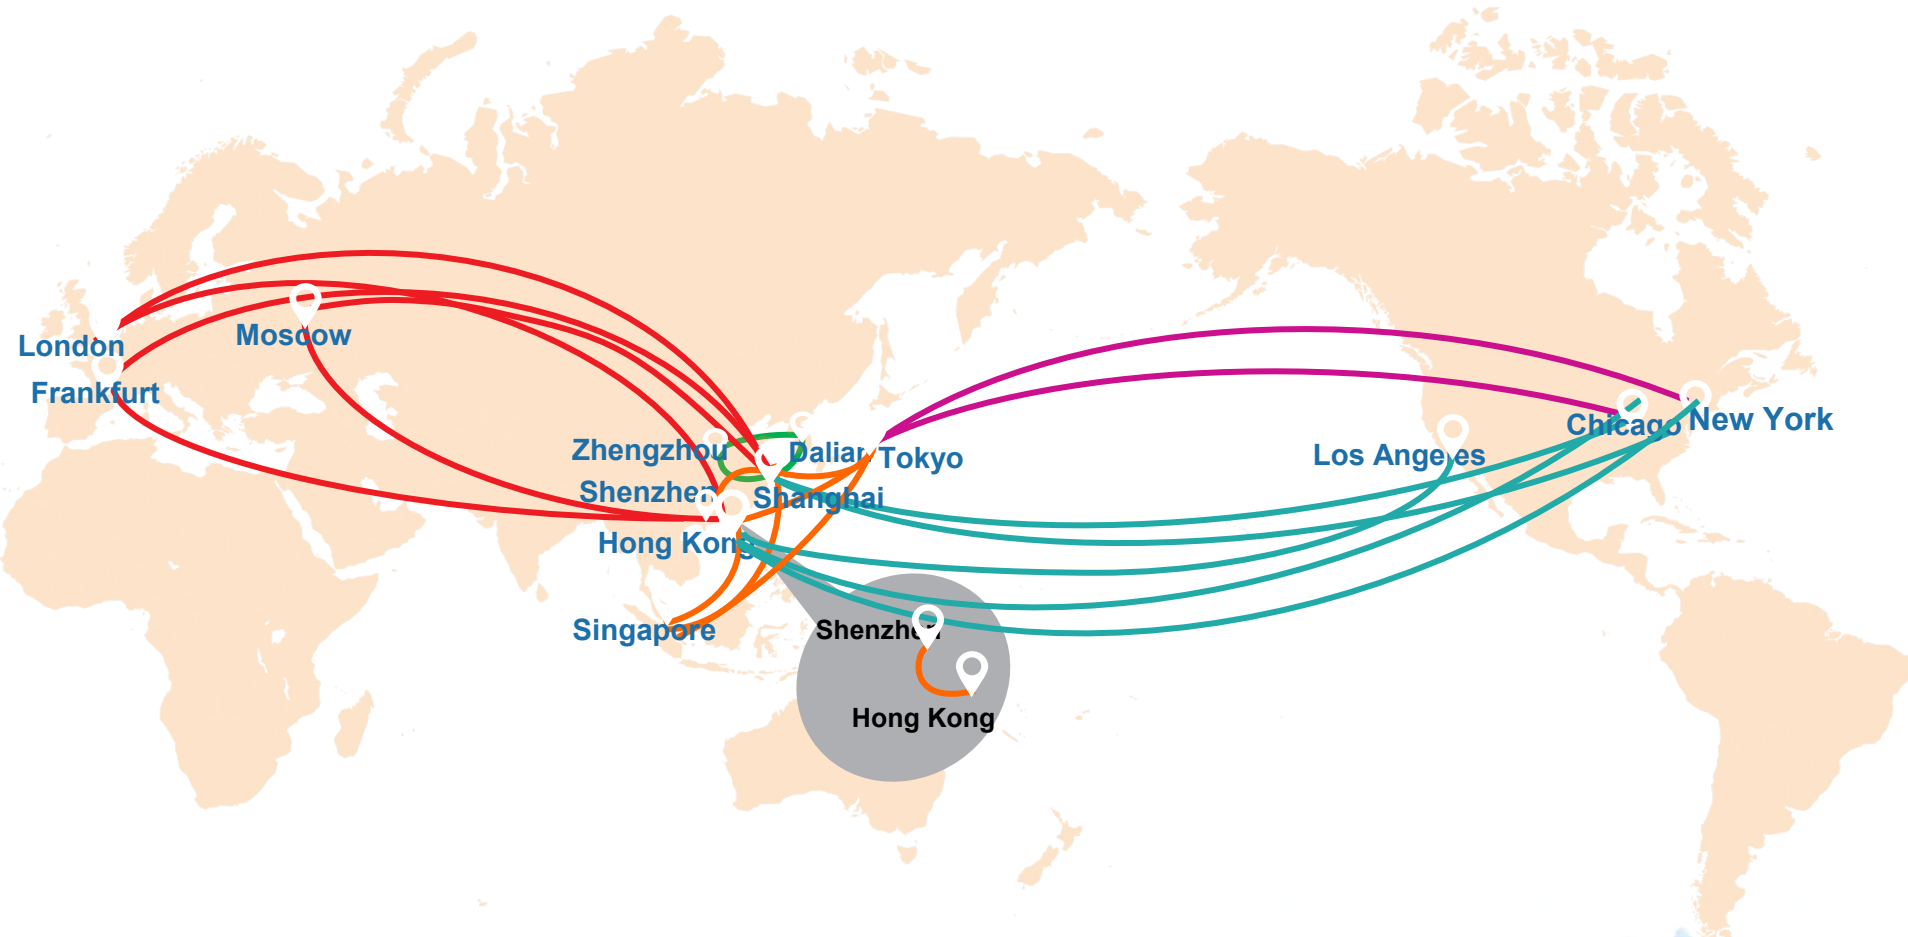 London
Moscow
Frankfurt
Chicago
New York
Zhengzhou
Dalian
Tokyo
Los Angeles
Shenzhen
Shanghai
Hong Kong
Singapore
Shenzhen
Hong Kong